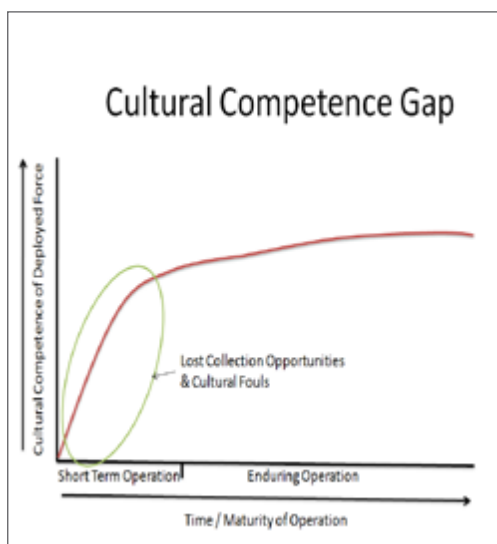 Cultural Competence Gap
Cultural Competence of Deployed Force
Lost Collection Opportunities
& Cultural Fouls
Short Term Operation
Enduring Operation
Time / Maturity of Operation